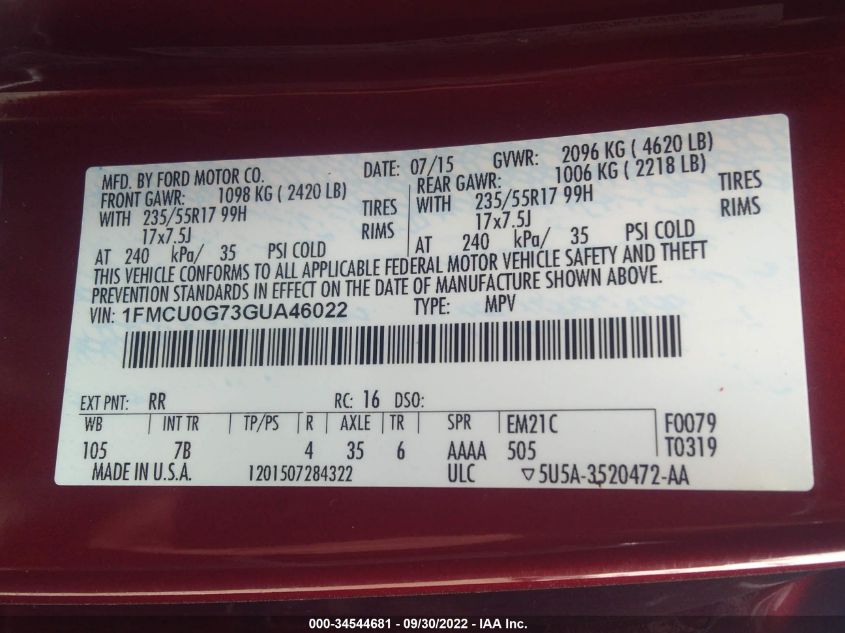 MFD. BY FORD MOTOR CO. DATE: 07/15 GVWR: 2096 KG ( 4620 LB)
FRONT GAWR: 1098 KG ( 2420 LB) REAR GAWR: 1006 KG ( 2218 LB)
WITH 235/55R17 99H TIRES WITH 235/55R17 99H TIRES
17x7.5J RIMS 17x7.5J RIMS
AT 240 kPa/ 35 PSI COLD AT 240 kPa/ 35 PSI COLD
THIS VEHICLE CONFORMS TO ALL APPLICABLE FEDERAL MOTOR VEHICLE SAFETY AND THEFT
PREVENTION STANDARDS IN EFFECT ON THE DATE OF MANUFACTURE SHOWN ABOVE.
VIN: 1FMCU0G73GUA46022 TYPE: MPV
EXT PNT: RR RC: 16 DSO:
WB INT TR TP/PS R AXLE TR SPR EM21C F0079
105 7B 4 35 6 AAAA 505 T0319
MADE IN U.S.A. 1201507284322 ULC ▽5U5A-3520472-AA
000-34544681 - 09/30/2022 - IAA Inc.